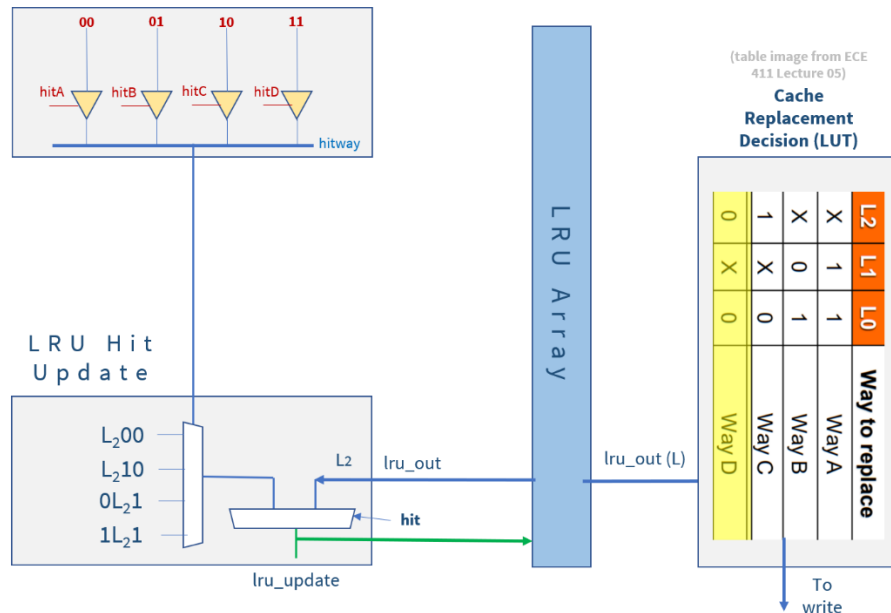 00 01 10 11
hitA hitB hitC hitD
hitway
LRU Hit
Update
L₂00
L₂10
0L₂1
1L₂1
L₂
lru_out
hit
lru_update
LRU Array
lru_out (L)
(table image from ECE
411 Lecture 05)
Cache
Replacement
Decision (LUT)
L2 L1 L0 Way to replace
X 1 1 Way A
X 0 1 Way B
1 X 0 Way C
0 X 0 Way D
To
write